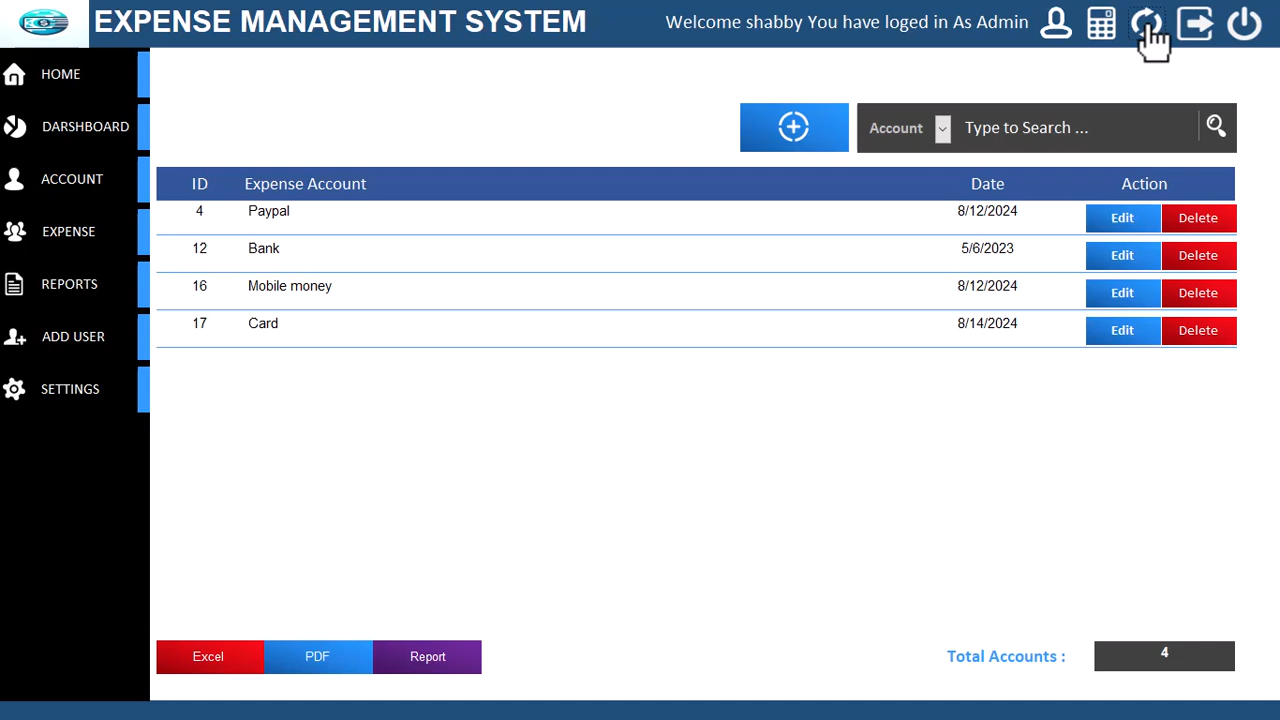 EXPENSE MANAGEMENT SYSTEM
Welcome shabby You have loged in As Admin
HOME
DARSHBOARD
ACCOUNT
EXPENSE
REPORTS
ADD USER
SETTINGS
Account Type to Search ...
ID Expense Account Date Action
4 Paypal 8/12/2024 Edit Delete
12 Bank 5/6/2023 Edit Delete
16 Mobile money 8/12/2024 Edit Delete
17 Card 8/14/2024 Edit Delete
Excel PDF Report Total Accounts : 4